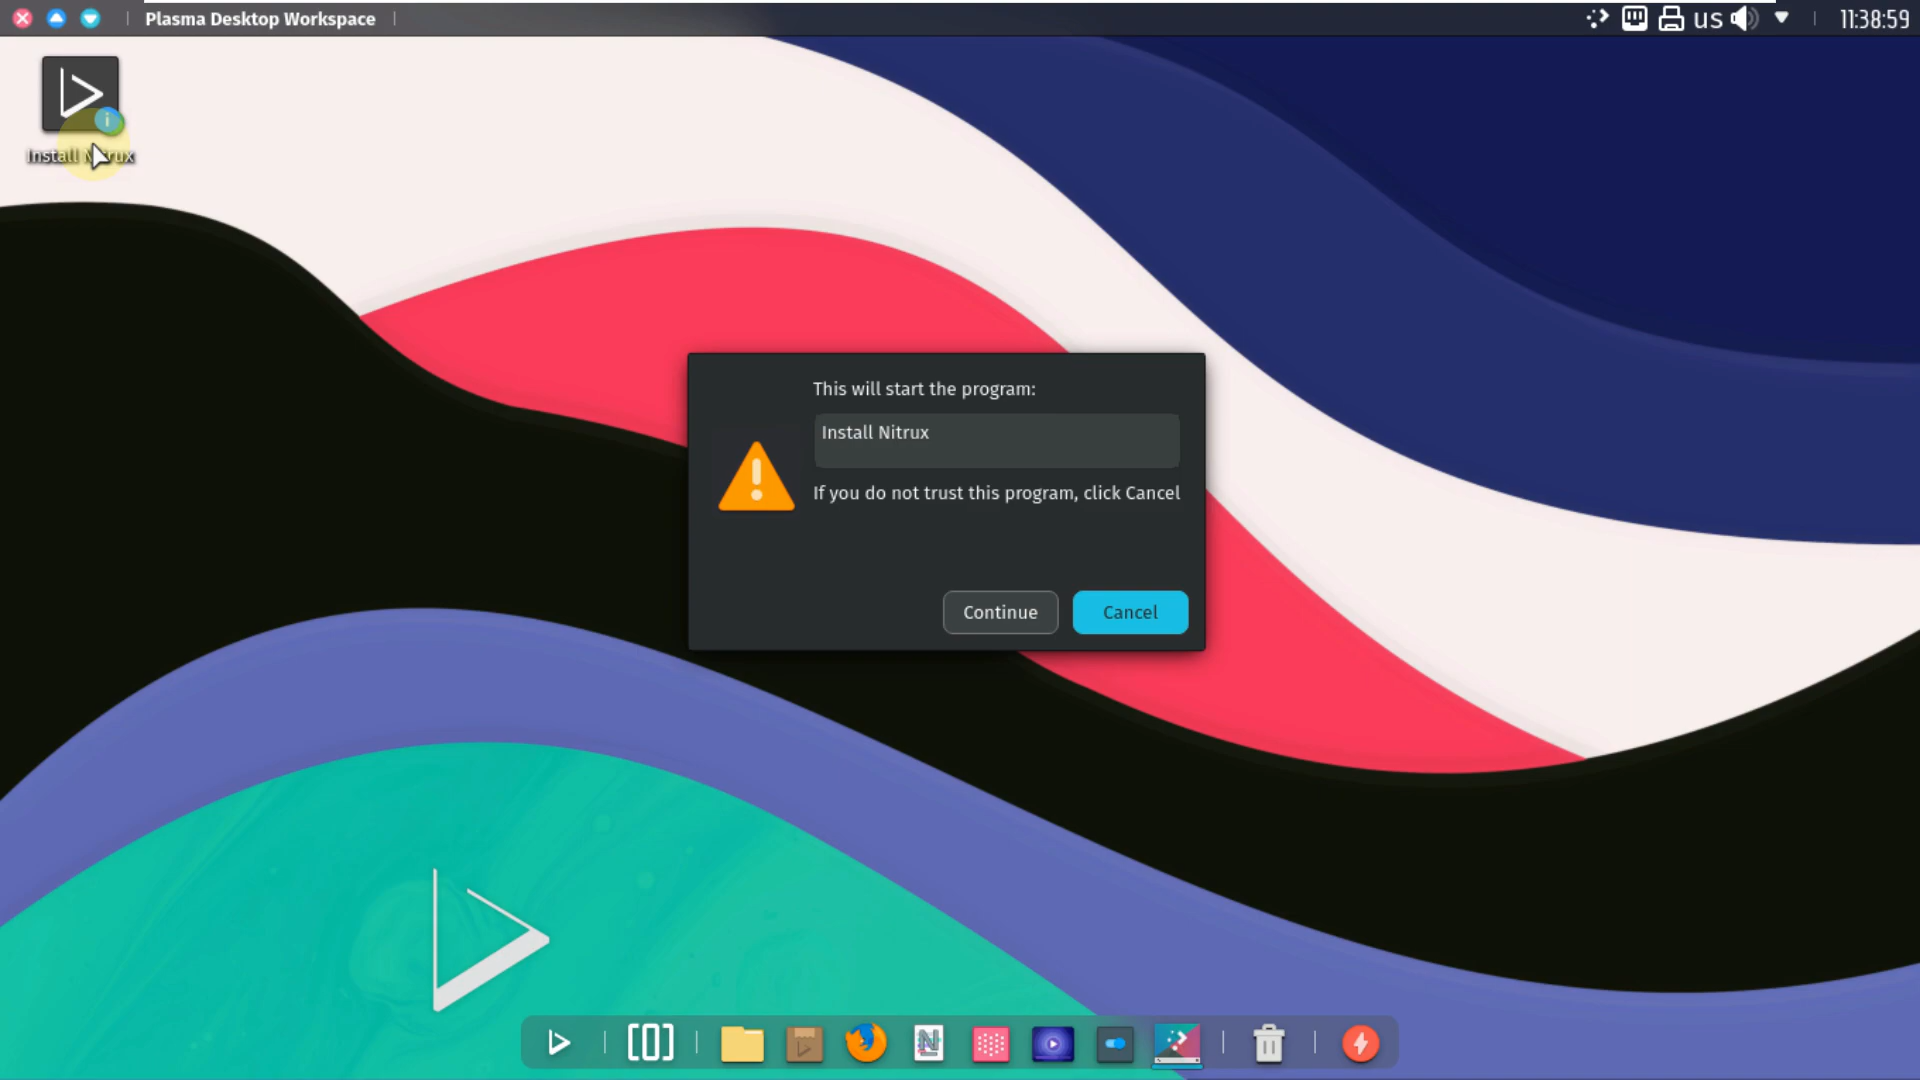 Plasma Desktop Workspace
us
11:38:59
Install Nitrux
This will start the program:
Install Nitrux
If you do not trust this program, click Cancel
Continue
Cancel